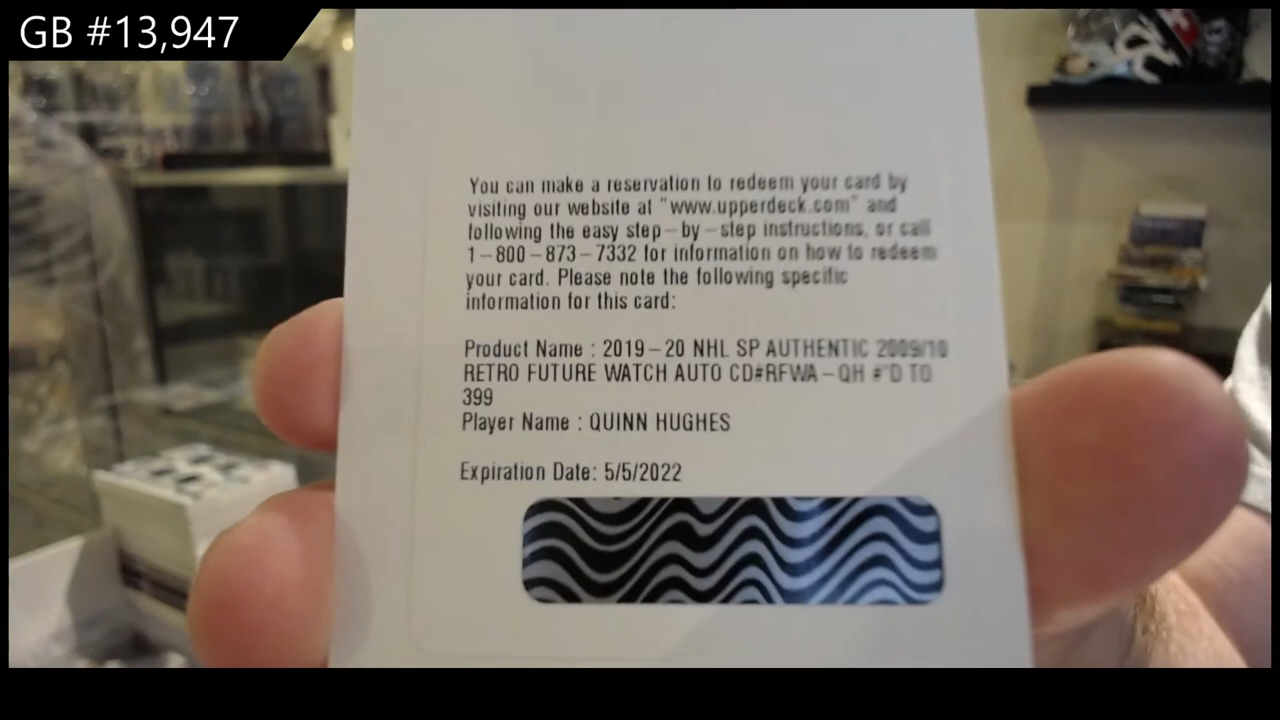 GB #13,947
You can make a reservation to redeem your card by
visiting our website at "www.upperdeck.com" and
following the easy step-by-step instructions, or call
1-800-873-7332 for information on how to redeem
your card. Please note the following specific
information for this card:
Product Name : 2019-20 NHL SP AUTHENTIC 2009/10
RETRO FUTURE WATCH AUTO CD#RFWA-QH #'D TO
399
Player Name : QUINN HUGHES
Expiration Date: 5/5/2022